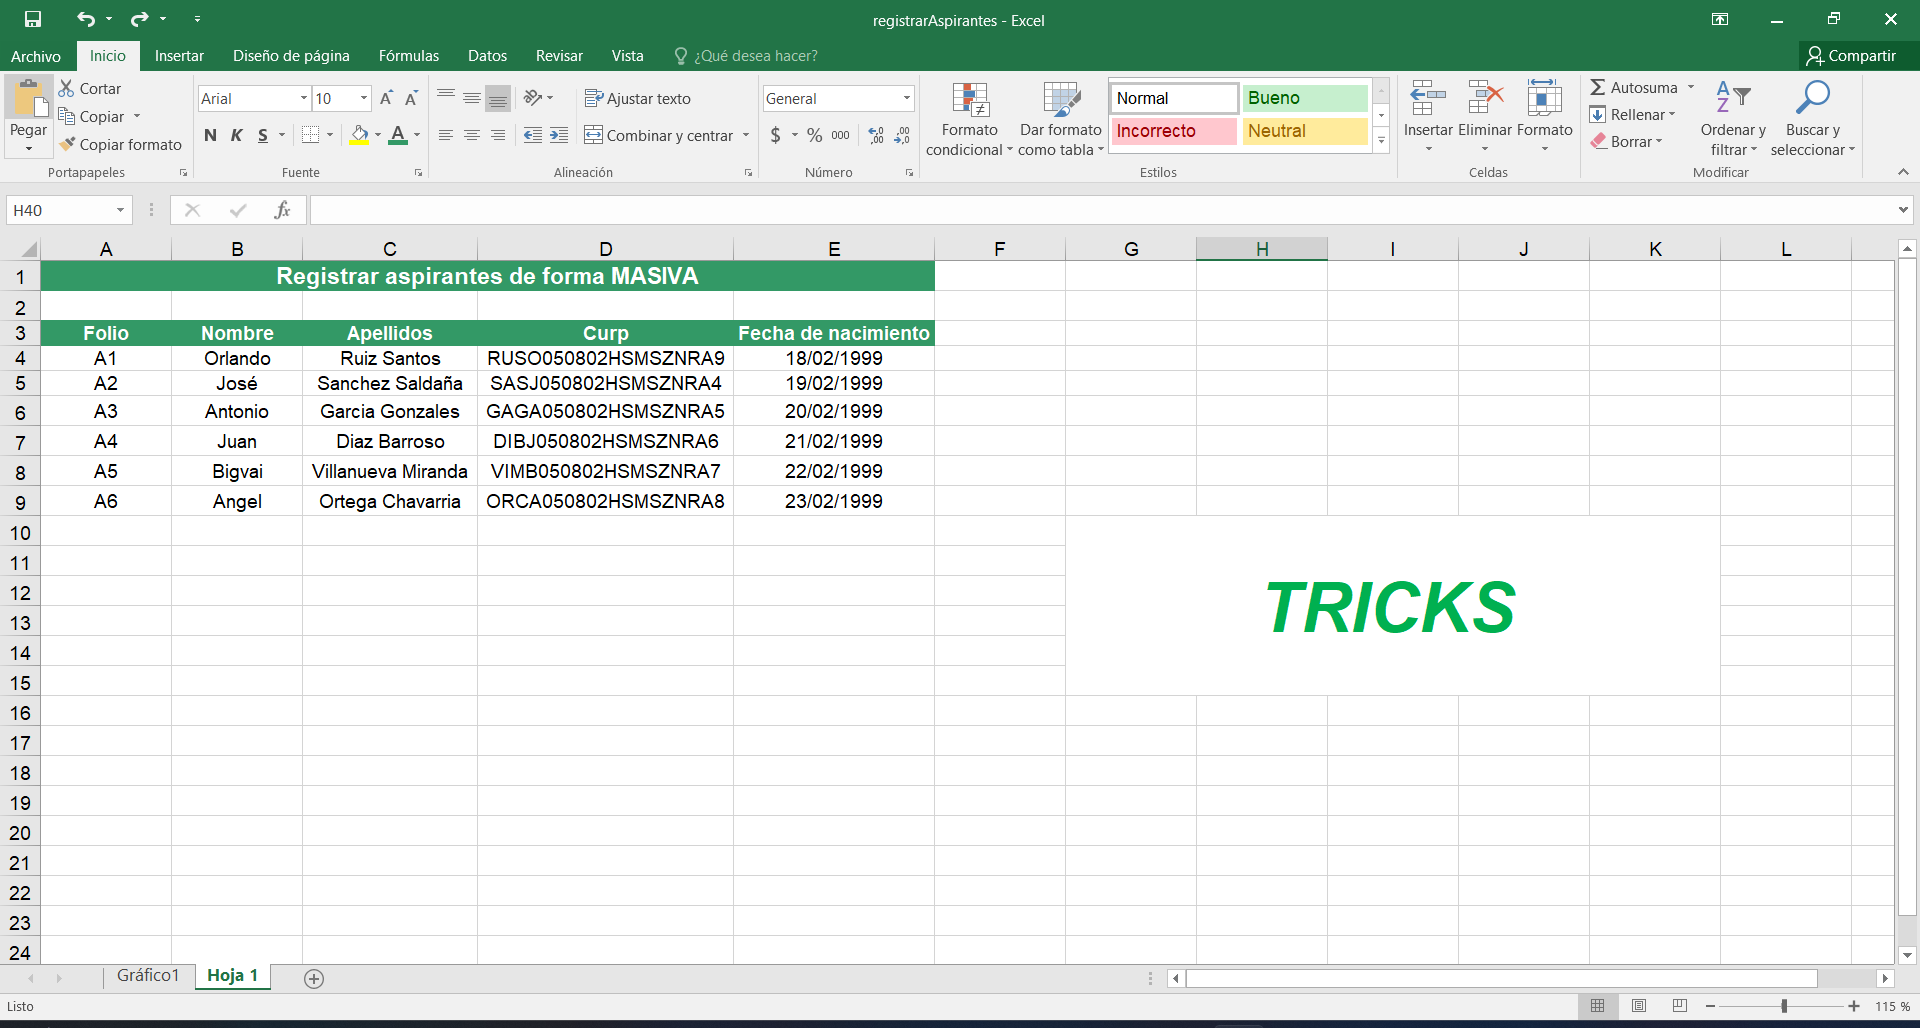 registrarAspirantes - Excel
Archivo Inicio Insertar Diseño de página Fórmulas Datos Revisar Vista ¿Qué desea hacer? Compartir
Pegar Cortar Copiar Copiar formato
Arial 10
N K S A
Ajustar texto
Combinar y centrar
General
$ % 000
Formato condicional Dar formato como tabla
Normal Bueno
Incorrecto Neutral
Insertar Eliminar Formato
Autosuma
Rellenar
Borrar
Ordenar y filtrar Buscar y seleccionar
Portapapeles Fuente Alineación Número Estilos Celdas Modificar
H40 fx
A B C D E F G H I J K L
1 Registrar aspirantes de forma MASIVA
2
3 Folio Nombre Apellidos Curp Fecha de nacimiento
4 A1 Orlando Ruiz Santos RUSO050802HSMSZNRA9 18/02/1999
5 A2 José Sanchez Saldaña SASJ050802HSMSZNRA4 19/02/1999
6 A3 Antonio Garcia Gonzales GAGA050802HSMSZNRA5 20/02/1999
7 A4 Juan Diaz Barroso DIBJ050802HSMSZNRA6 21/02/1999
8 A5 Bigvai Villanueva Miranda VIMB050802HSMSZNRA7 22/02/1999
9 A6 Angel Ortega Chavarria ORCA050802HSMSZNRA8 23/02/1999
10
11
12
TRICKS
13
14
15
16
17
18
19
20
21
22
23
24
Gráfico1 Hoja 1
Listo 115 %